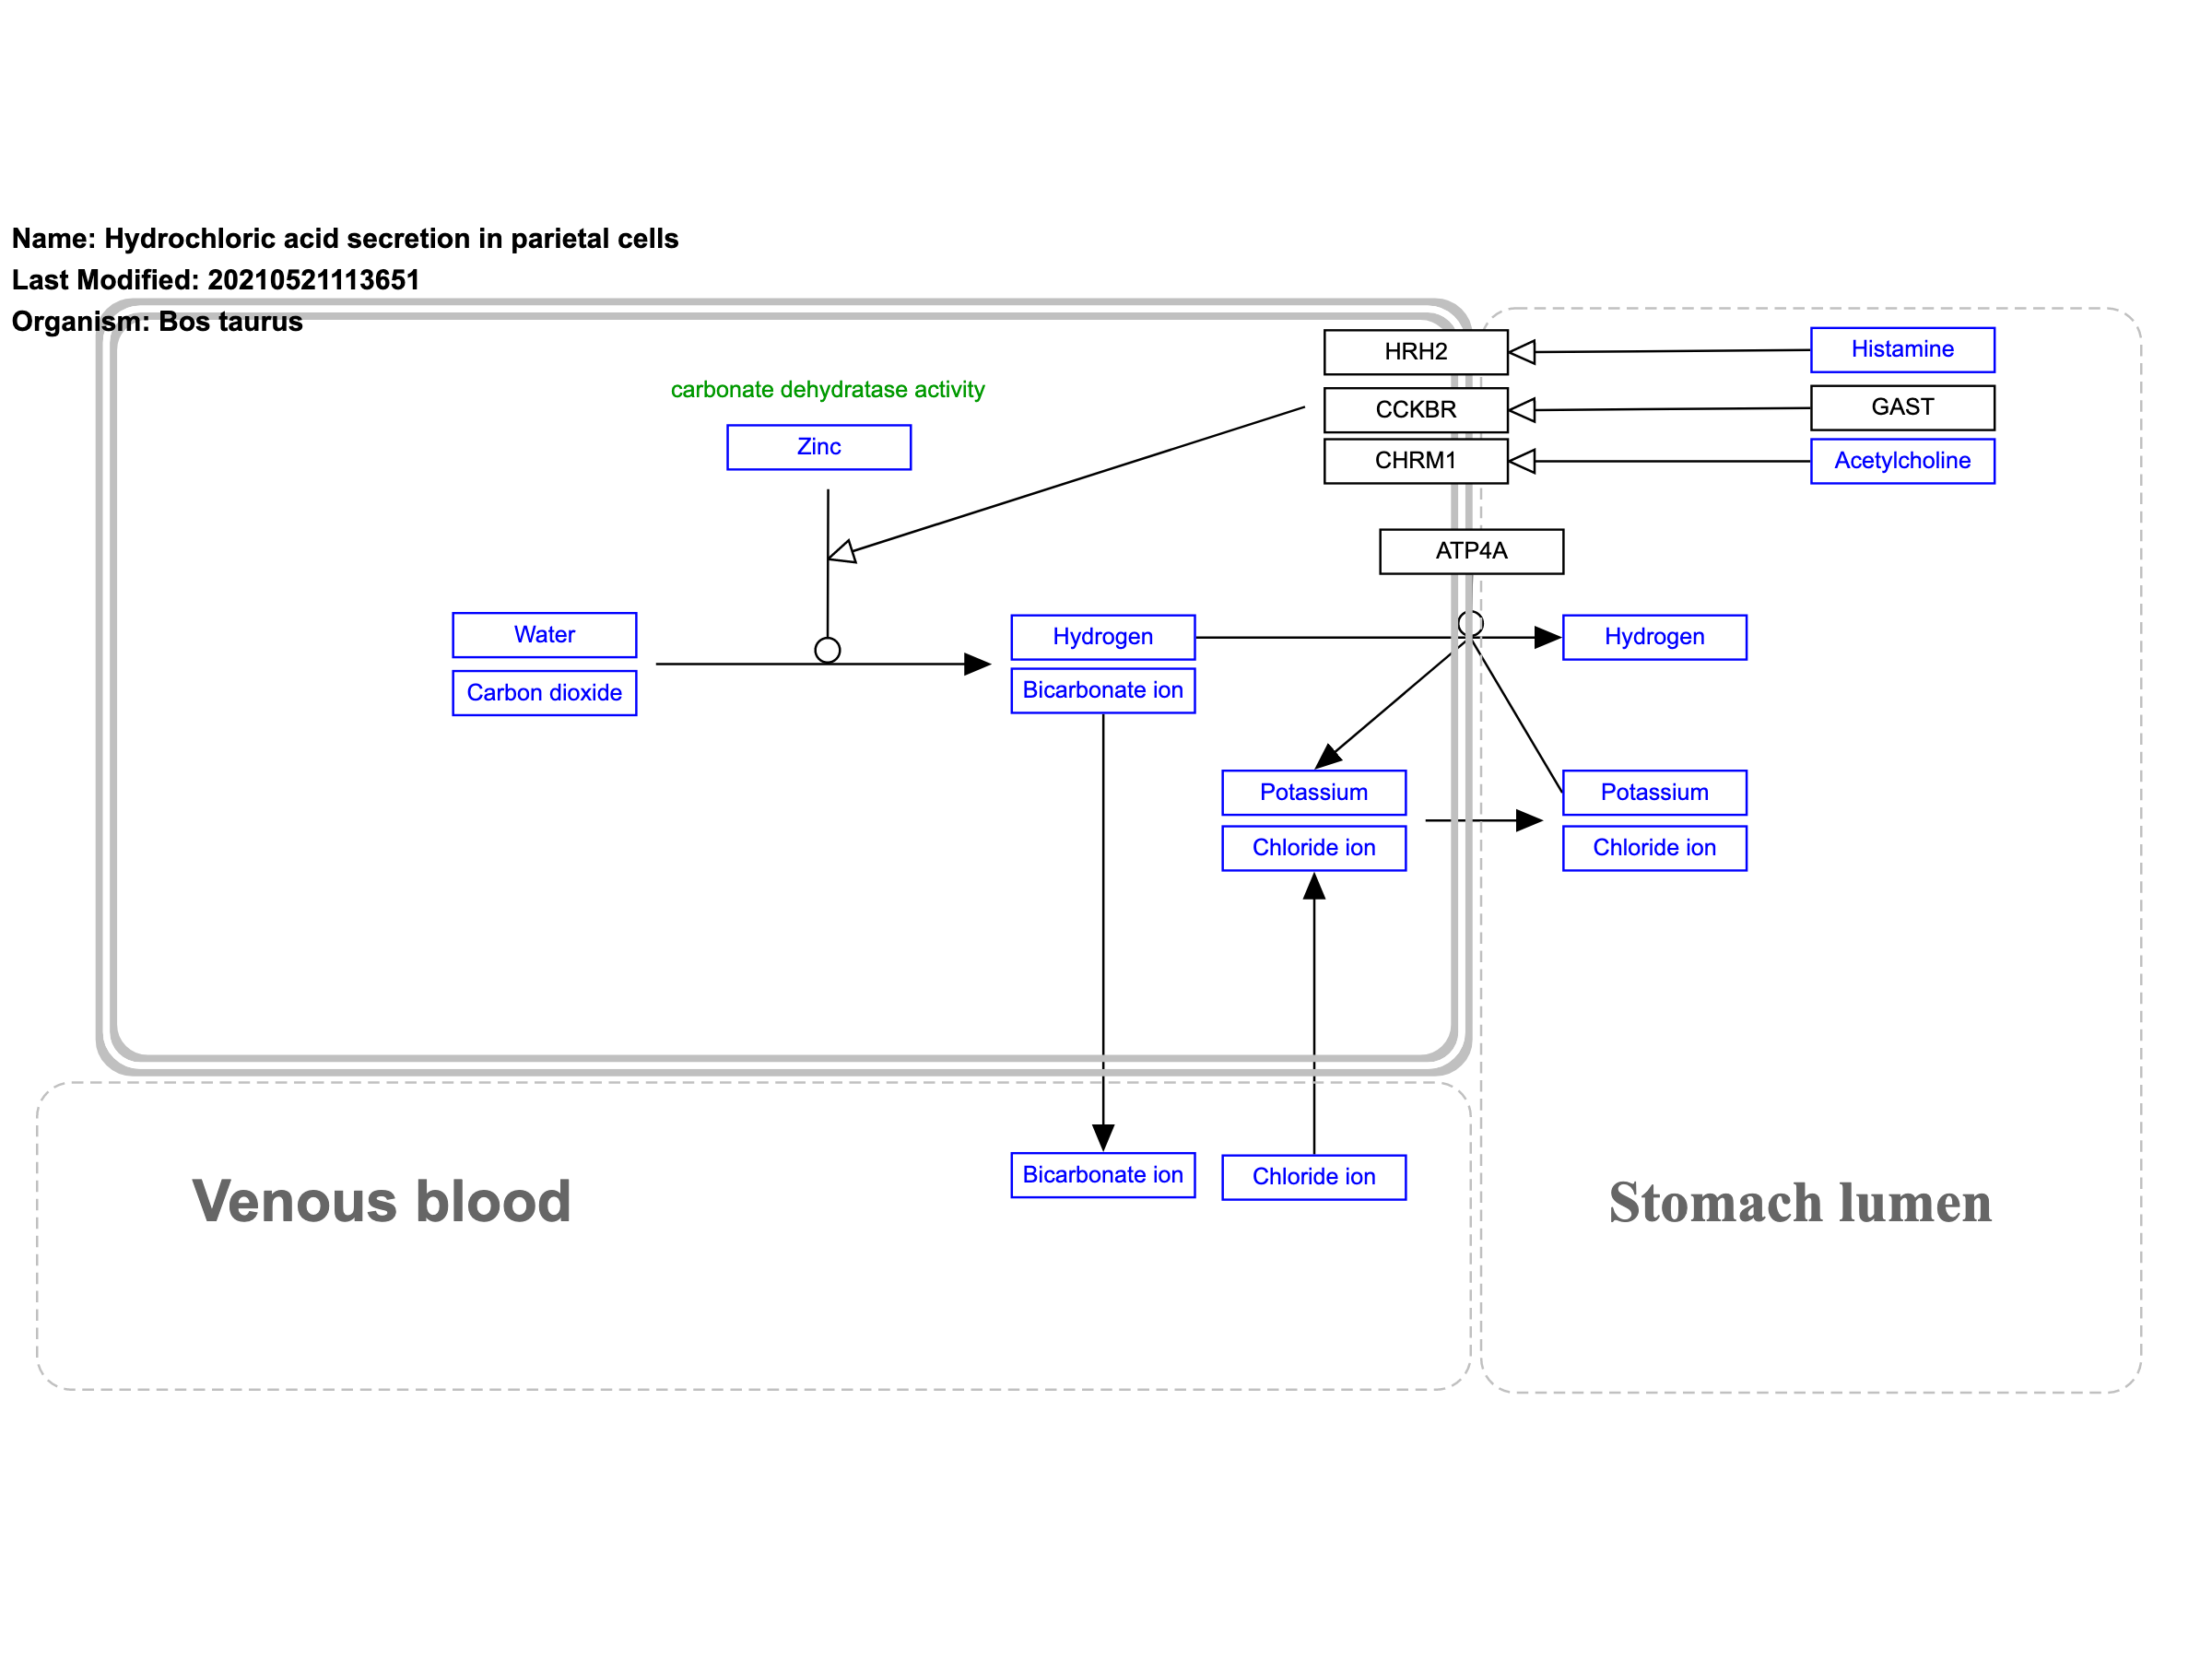 Name: Hydrochloric acid secretion in parietal cells
Last Modified: 20210521113651
Organism: Bos taurus
HRH2
Histamine
carbonate dehydratase activity
CCKBR
GAST
Zinc
CHRM1
Acetylcholine
ATP4A
Water
Hydrogen
Hydrogen
Carbon dioxide
Bicarbonate ion
Potassium
Potassium
Chloride ion
Chloride ion
Bicarbonate ion
Chloride ion
Venous blood
Stomach lumen